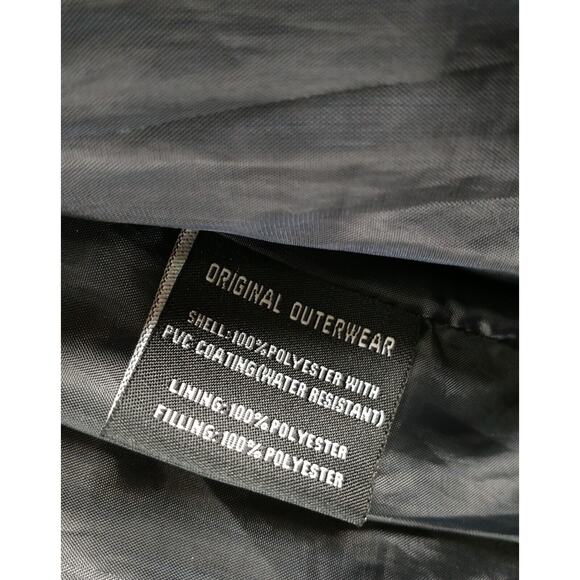 ORIGINAL OUTERWEAR
SHELL: 100% POLYESTER WITH
PVC COATING (WATER RESISTANT)
LINING: 100% POLYESTER
FILLING: 100% POLYESTER